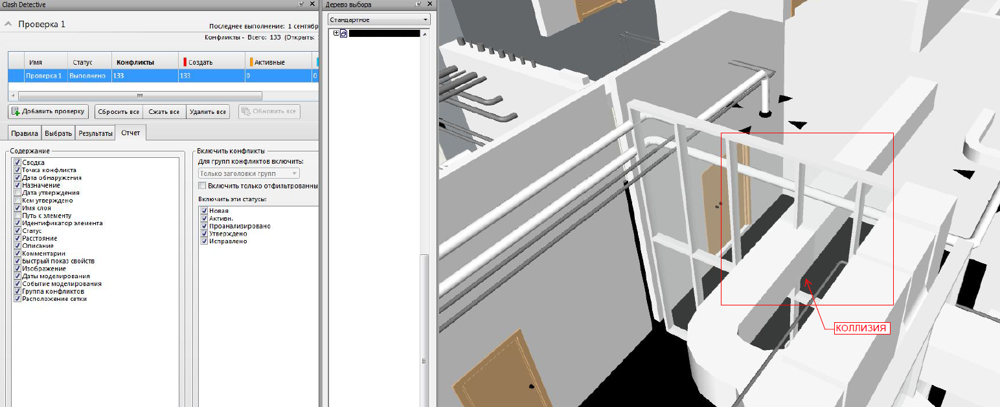 Clash Detective
Проверка 1
Последнее выполнение: 1 сентябр
Конфликты - Всего: 133 (Открыть:
Имя Статус Конфликты Создать Активные
Проверка 1 Выполнено 133 133 0 0
Добавить проверку Сбросить все Сжать все Удалить все Обновить все
Правила Выбрать Результаты Отчет
Содержание
Сводка
Точка конфликта
Дата обнаружения
Назначение
Дата утверждения
Кем утверждено
Имя слоя
Путь к элементу
Идентификатор элемента
Статус
Расстояние
Описание
Комментарии
Быстрый показ свойств
Изображение
Даты моделирования
Событие моделирования
Группа конфликтов
Расположение сетки
Включить конфликты
Для групп конфликтов включить:
Только заголовки групп
Включить только отфильтрованны
Включить эти статусы:
Новая
Активн.
Проанализировано
Утверждено
Исправлено
Дерево выбора
Стандартное
КОЛЛИЗИЯ